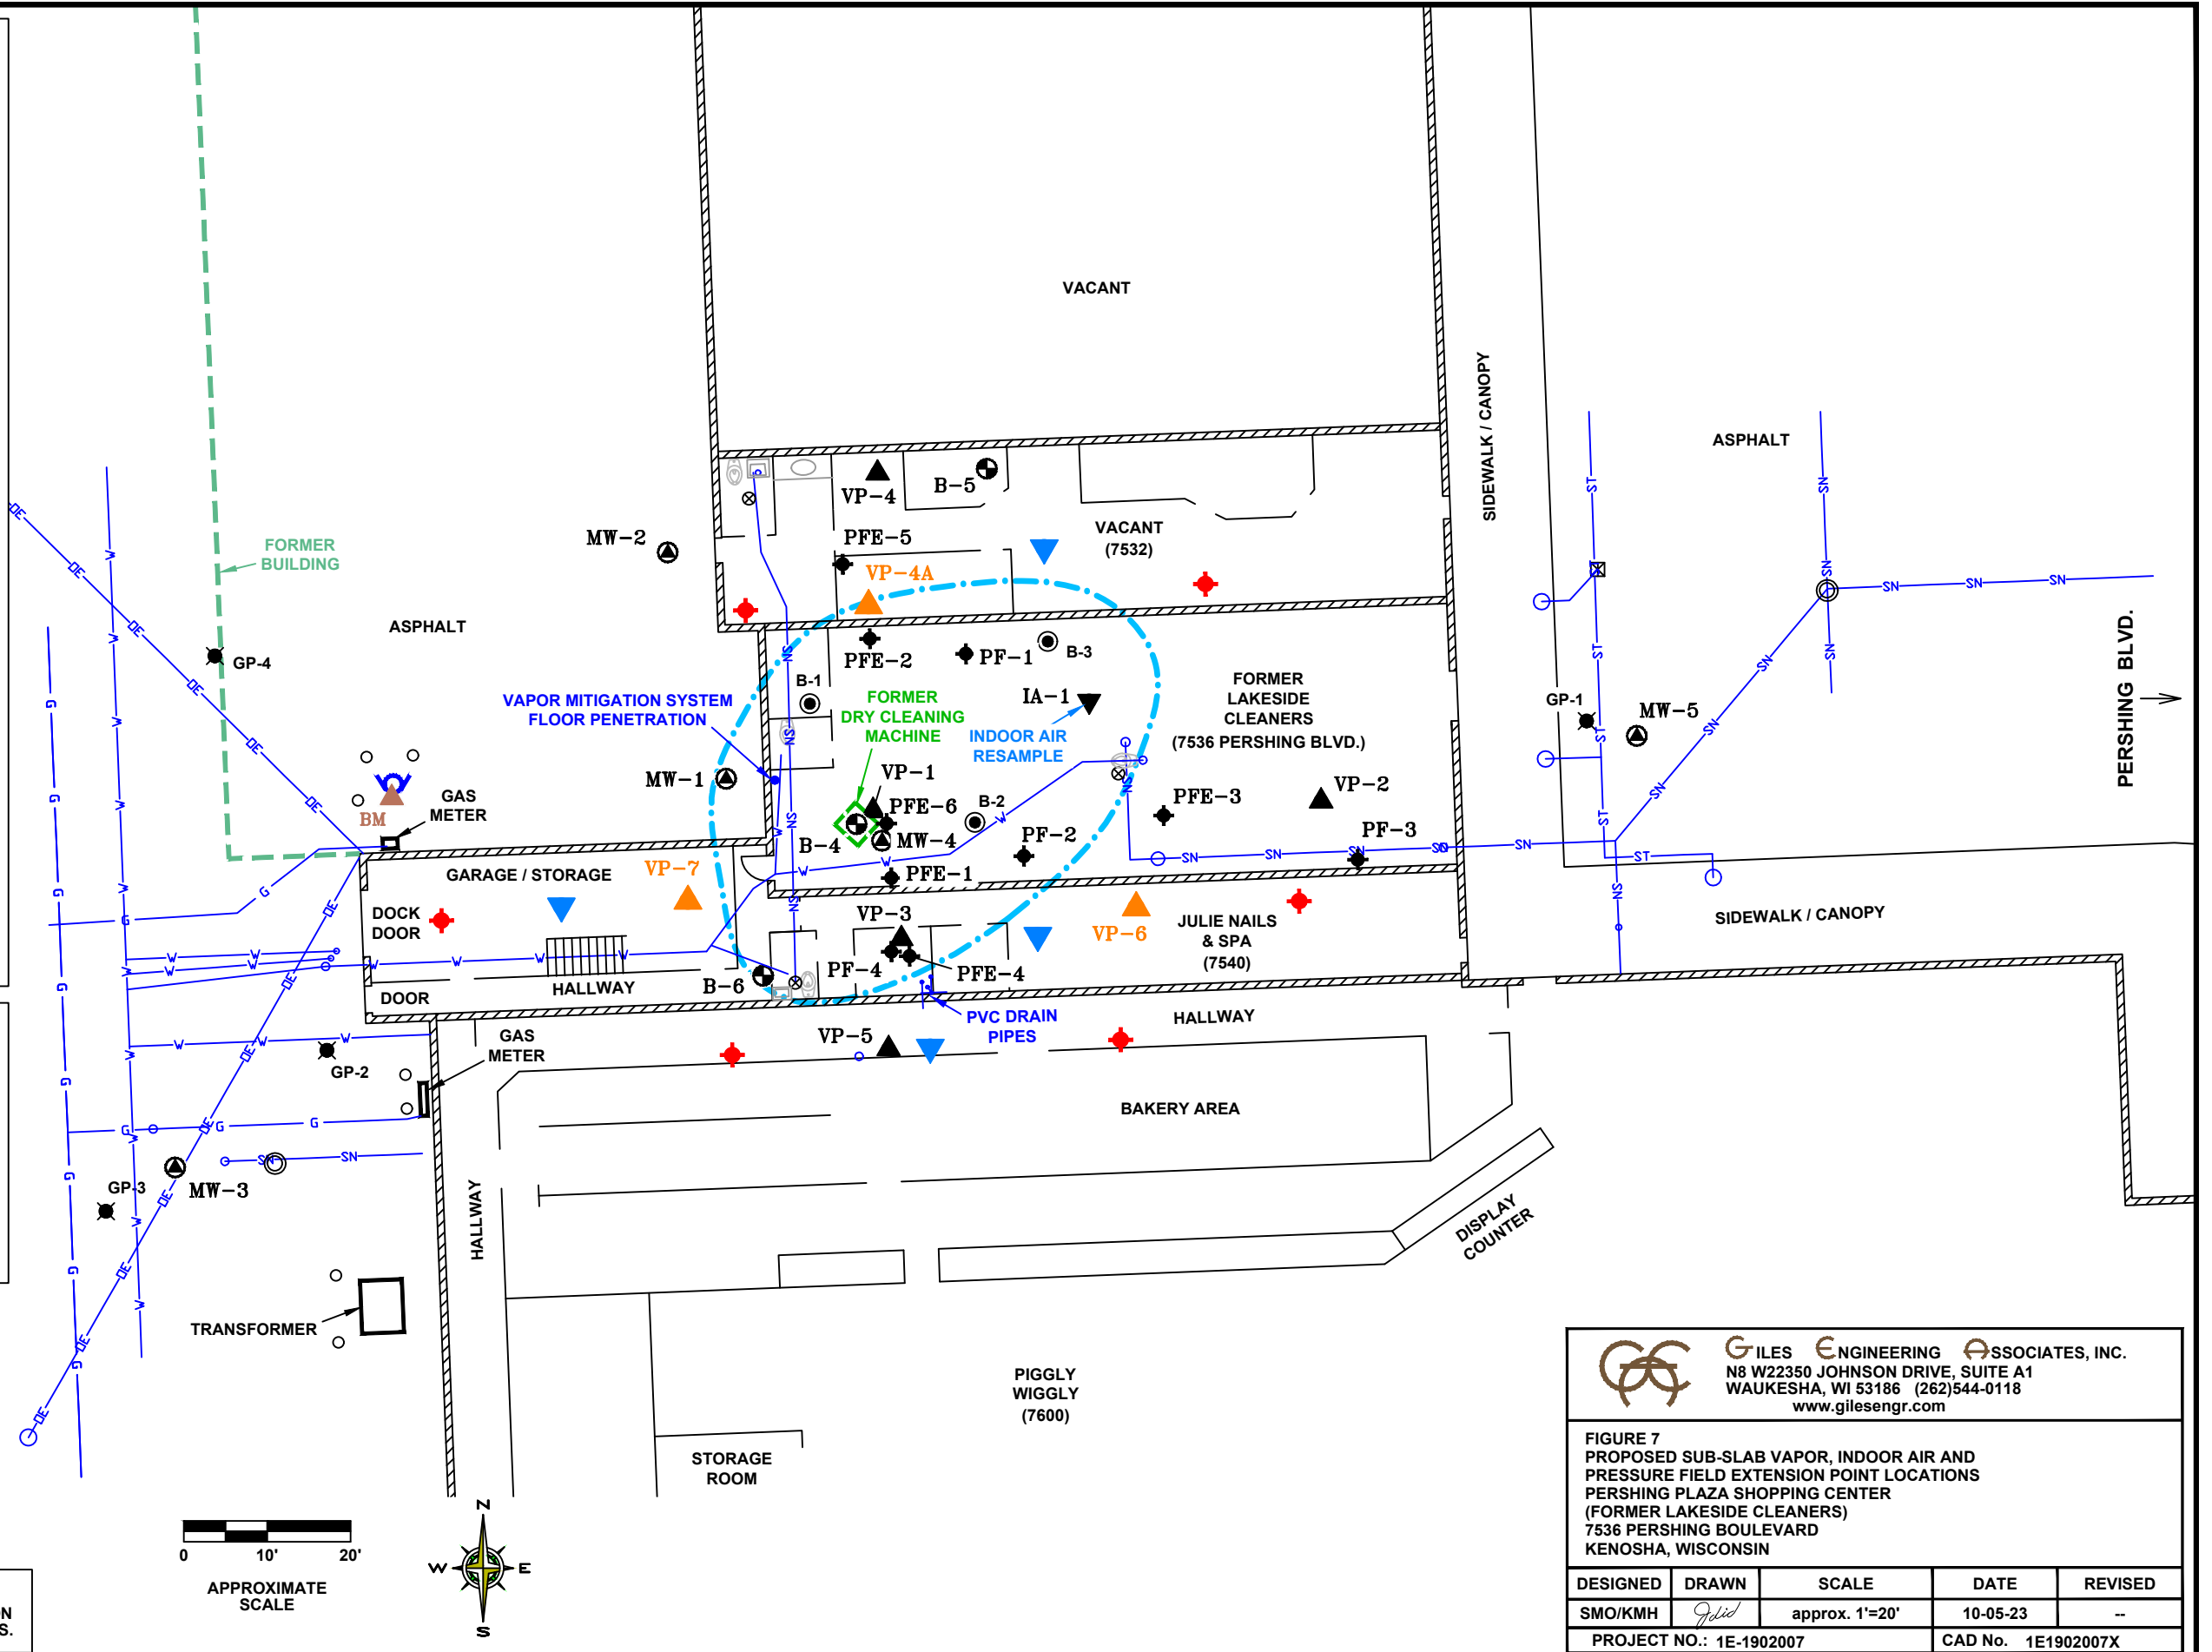 VACANT
SIDEWALK / CANOPY
ASPHALT
ST
SN
VP-4
B-5
VACANT
(7532)
MW-2
PFE-5
VP-4A
FORMER
BUILDING
DE
W
ASPHALT
GP-4
PFE-2
PF-1
B-3
SN
SN
SN
PERSHING BLVD.
VAPOR MITIGATION SYSTEM
FLOOR PENETRATION
B-1
FORMER
DRY CLEANING
MACHINE
IA-1
INDOOR AIR
RESAMPLE
FORMER
LAKESIDE
CLEANERS
(7536 PERSHING BLVD.)
GP-1
MW-5
MW-1
VP-1
PFE-6
B-2
PFE-3
VP-2
BM
GAS
METER
B-4
MW-4
PF-2
PF-3
G
GARAGE / STORAGE
VP-7
PFE-1
DOCK
DOOR
VP-3
VP-6
JULIE NAILS
& SPA
(7540)
SIDEWALK / CANOPY
PF-4
PFE-4
B-6
HALLWAY
DOOR
PVC DRAIN
PIPES
HALLWAY
GAS
METER
VP-5
GP-2
BAKERY AREA
GP-3
MW-3
HALLWAY
DISPLAY
COUNTER
TRANSFORMER
PIGGLY
WIGGLY
(7600)
STORAGE
ROOM
0 10' 20'
APPROXIMATE
SCALE
N
W E
S
GILES ENGINEERING ASSOCIATES, INC.
N8 W22350 JOHNSON DRIVE, SUITE A1
WAUKESHA, WI 53186 (262)544-0118
www.gilesengr.com
FIGURE 7
PROPOSED SUB-SLAB VAPOR, INDOOR AIR AND
PRESSURE FIELD EXTENSION POINT LOCATIONS
PERSHING PLAZA SHOPPING CENTER
(FORMER LAKESIDE CLEANERS)
7536 PERSHING BOULEVARD
KENOSHA, WISCONSIN
DESIGNED DRAWN SCALE DATE REVISED
SMO/KMH approx. 1'=20' 10-05-23 --
PROJECT NO.: 1E-1902007 CAD No. 1E1902007X